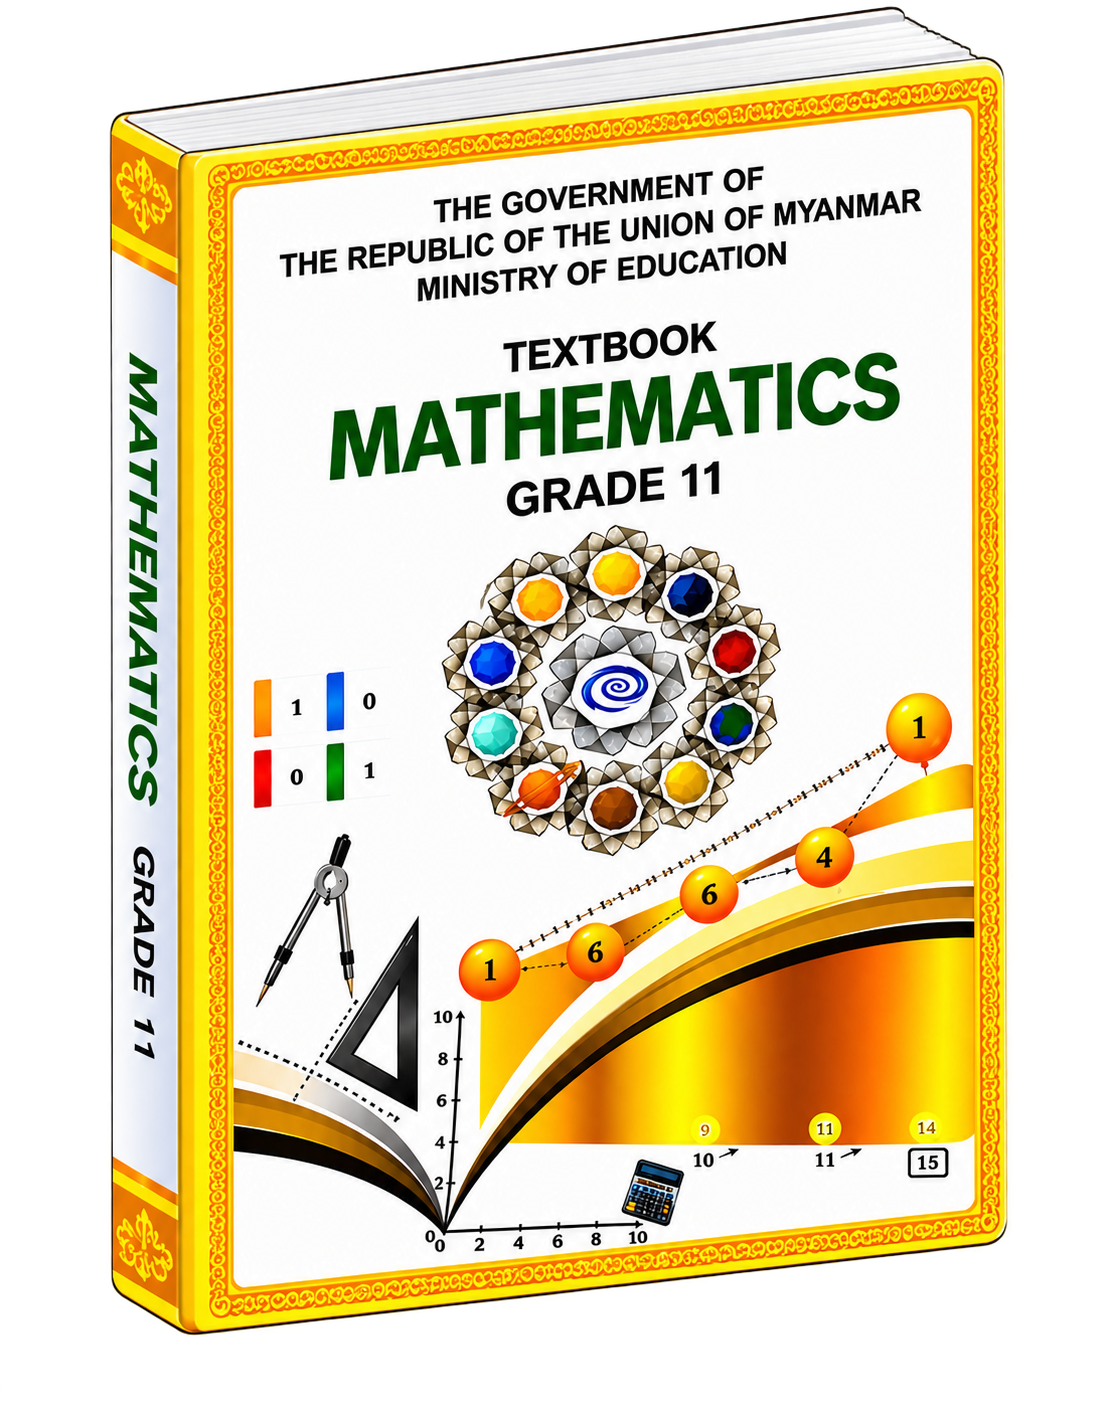 THE GOVERNMENT OF
THE REPUBLIC OF THE UNION OF MYANMAR
MINISTRY OF EDUCATION
TEXTBOOK
MATHEMATICS
GRADE 11
MATHEMATICS GRADE 11
1 0
0 1
1
4
6
6
1
10
8
6
4
2
0
0 2 4 6 8 10
9 11 14
10 11 15